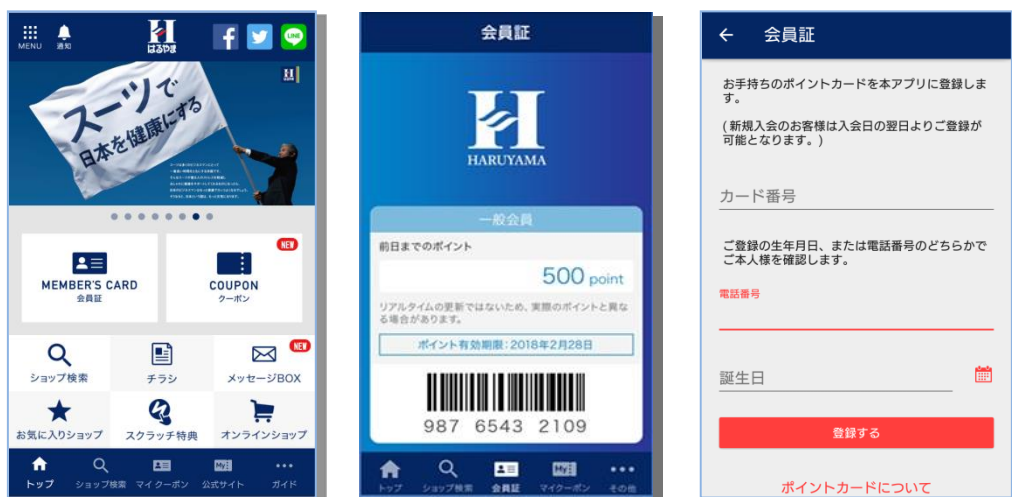 MENU
通知
H
はるやま
f
LINE
H
スーツで
日本を健康にする
MEMBER'S CARD
会員証
NEW
COUPON
クーポン
ショップ検索
チラシ
NEW
メッセージBOX
お気に入りショップ
スクラッチ特典
オンラインショップ
トップ
ショップ検索
マイクーポン
My
公式サイト
ガイド
会員証
H
HARUYAMA
一般会員
前日までのポイント
500 point
リアルタイムの更新ではないため、実際のポイントと異な
る場合があります。
ポイント有効期限:2018年2月28日
987 6543 2109
トップ
ショップ検索
会員証
My
マイクーポン
その他
← 会員証
お手持ちのポイントカードを本アプリに登録しま
す。
(新規入会のお客様は入会日の翌日よりご登録が
可能となります。)
カード番号
ご登録の生年月日、または電話番号のどちらかで
ご本人様を確認します。
電話番号
誕生日
登録する
ポイントカードについて